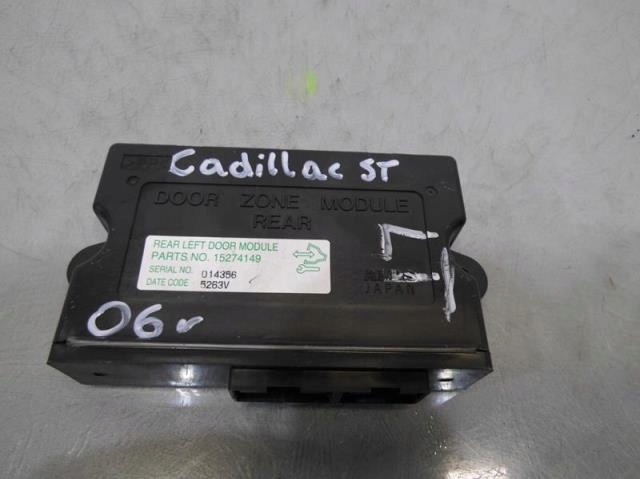 Cadillac ST
DOOR ZONE MODULE
REAR
REAR LEFT DOOR MODULE
PARTS NO. 15274149
SERIAL NO. 014356
DATE CODE 5263V
JAPAN
06г